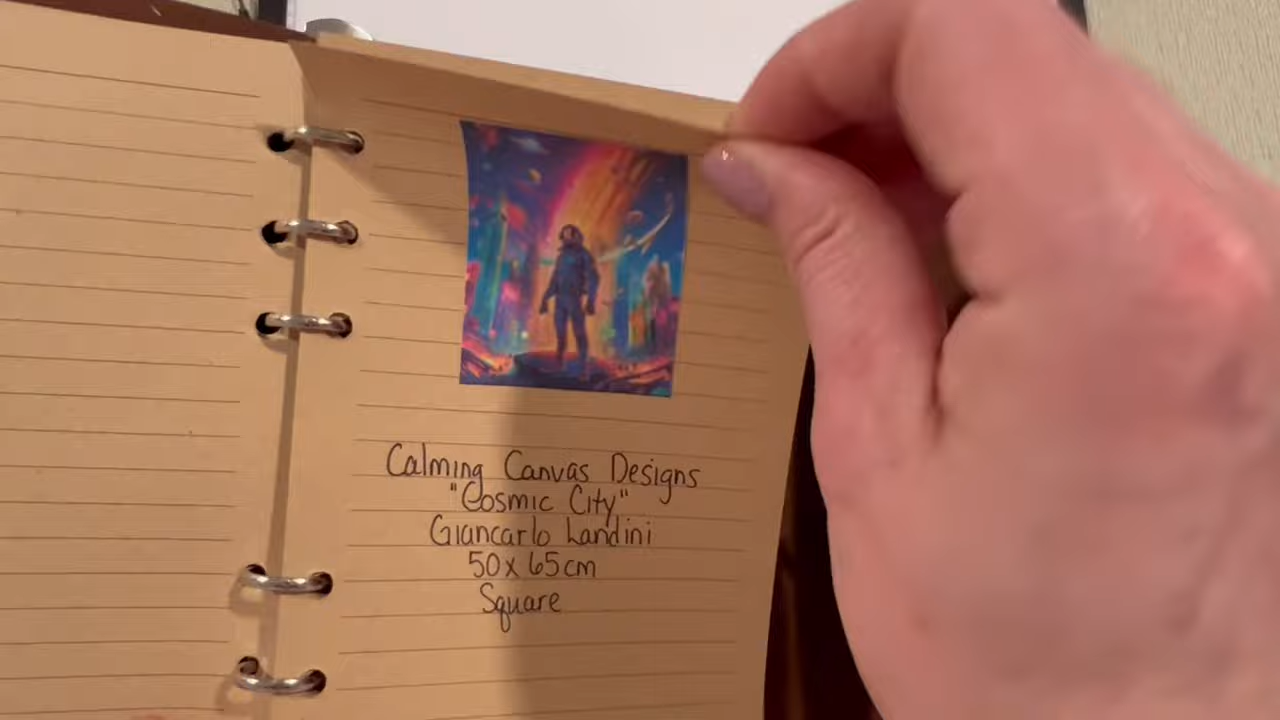 Calming Canvas Designs
"Cosmic City"
Giancarlo Landini
50 x 65 cm
Square